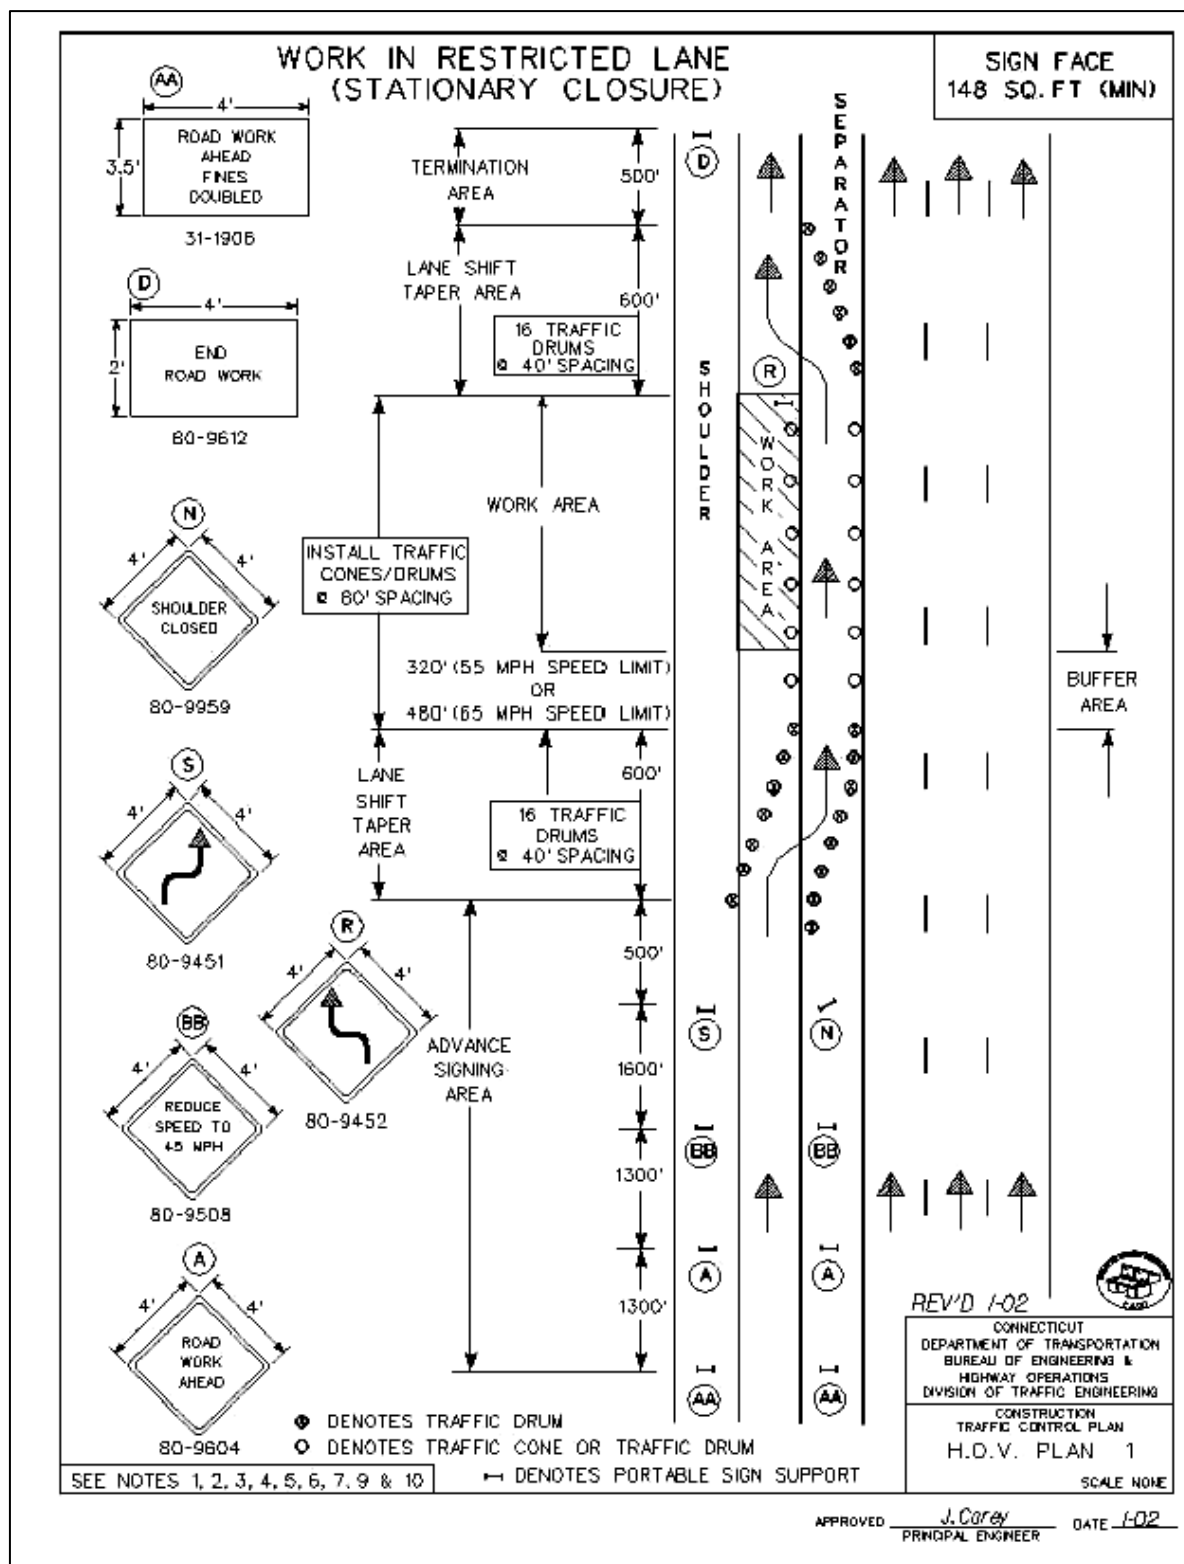 WORK IN RESTRICTED LANE
(STATIONARY CLOSURE)
SIGN FACE
148 SQ.FT (MIN)
AA
4'
3.5'
ROAD WORK
AHEAD
FINES
DOUBLED
31-1906
D
4'
2'
END
ROAD WORK
80-9612
N
4'
4'
SHOULDER
CLOSED
80-9959
S
4'
4'
80-9451
R
4'
4'
80-9452
BB
4'
4'
REDUCE
SPEED TO
45 MPH
80-9508
A
4'
4'
ROAD
WORK
AHEAD
80-9604
TERMINATION
AREA
500'
LANE SHIFT
TAPER AREA
600'
16 TRAFFIC
DRUMS
@ 40' SPACING
WORK AREA
INSTALL TRAFFIC
CONES/DRUMS
@ 80' SPACING
320' (55 MPH SPEED LIMIT)
OR
480' (65 MPH SPEED LIMIT)
LANE
SHIFT
TAPER
AREA
600'
16 TRAFFIC
DRUMS
@ 40' SPACING
ADVANCE
SIGNING
AREA
500'
1600'
1300'
1300'
D
SHOULDER
SEPARATOR
R
WORK AREA
BUFFER
AREA
S
N
BB
BB
A
A
AA
AA
DENOTES TRAFFIC DRUM
DENOTES TRAFFIC CONE OR TRAFFIC DRUM
DENOTES PORTABLE SIGN SUPPORT
SEE NOTES 1, 2, 3, 4, 5, 6, 7, 9 & 10
REV'D 1-02
CONNECTICUT
DEPARTMENT OF TRANSPORTATION
BUREAU OF ENGINEERING &
HIGHWAY OPERATIONS
DIVISION OF TRAFFIC ENGINEERING
CONSTRUCTION
TRAFFIC CONTROL PLAN
H.O.V. PLAN 1
SCALE NONE
APPROVED J. Carey DATE 1-02
PRINCIPAL ENGINEER